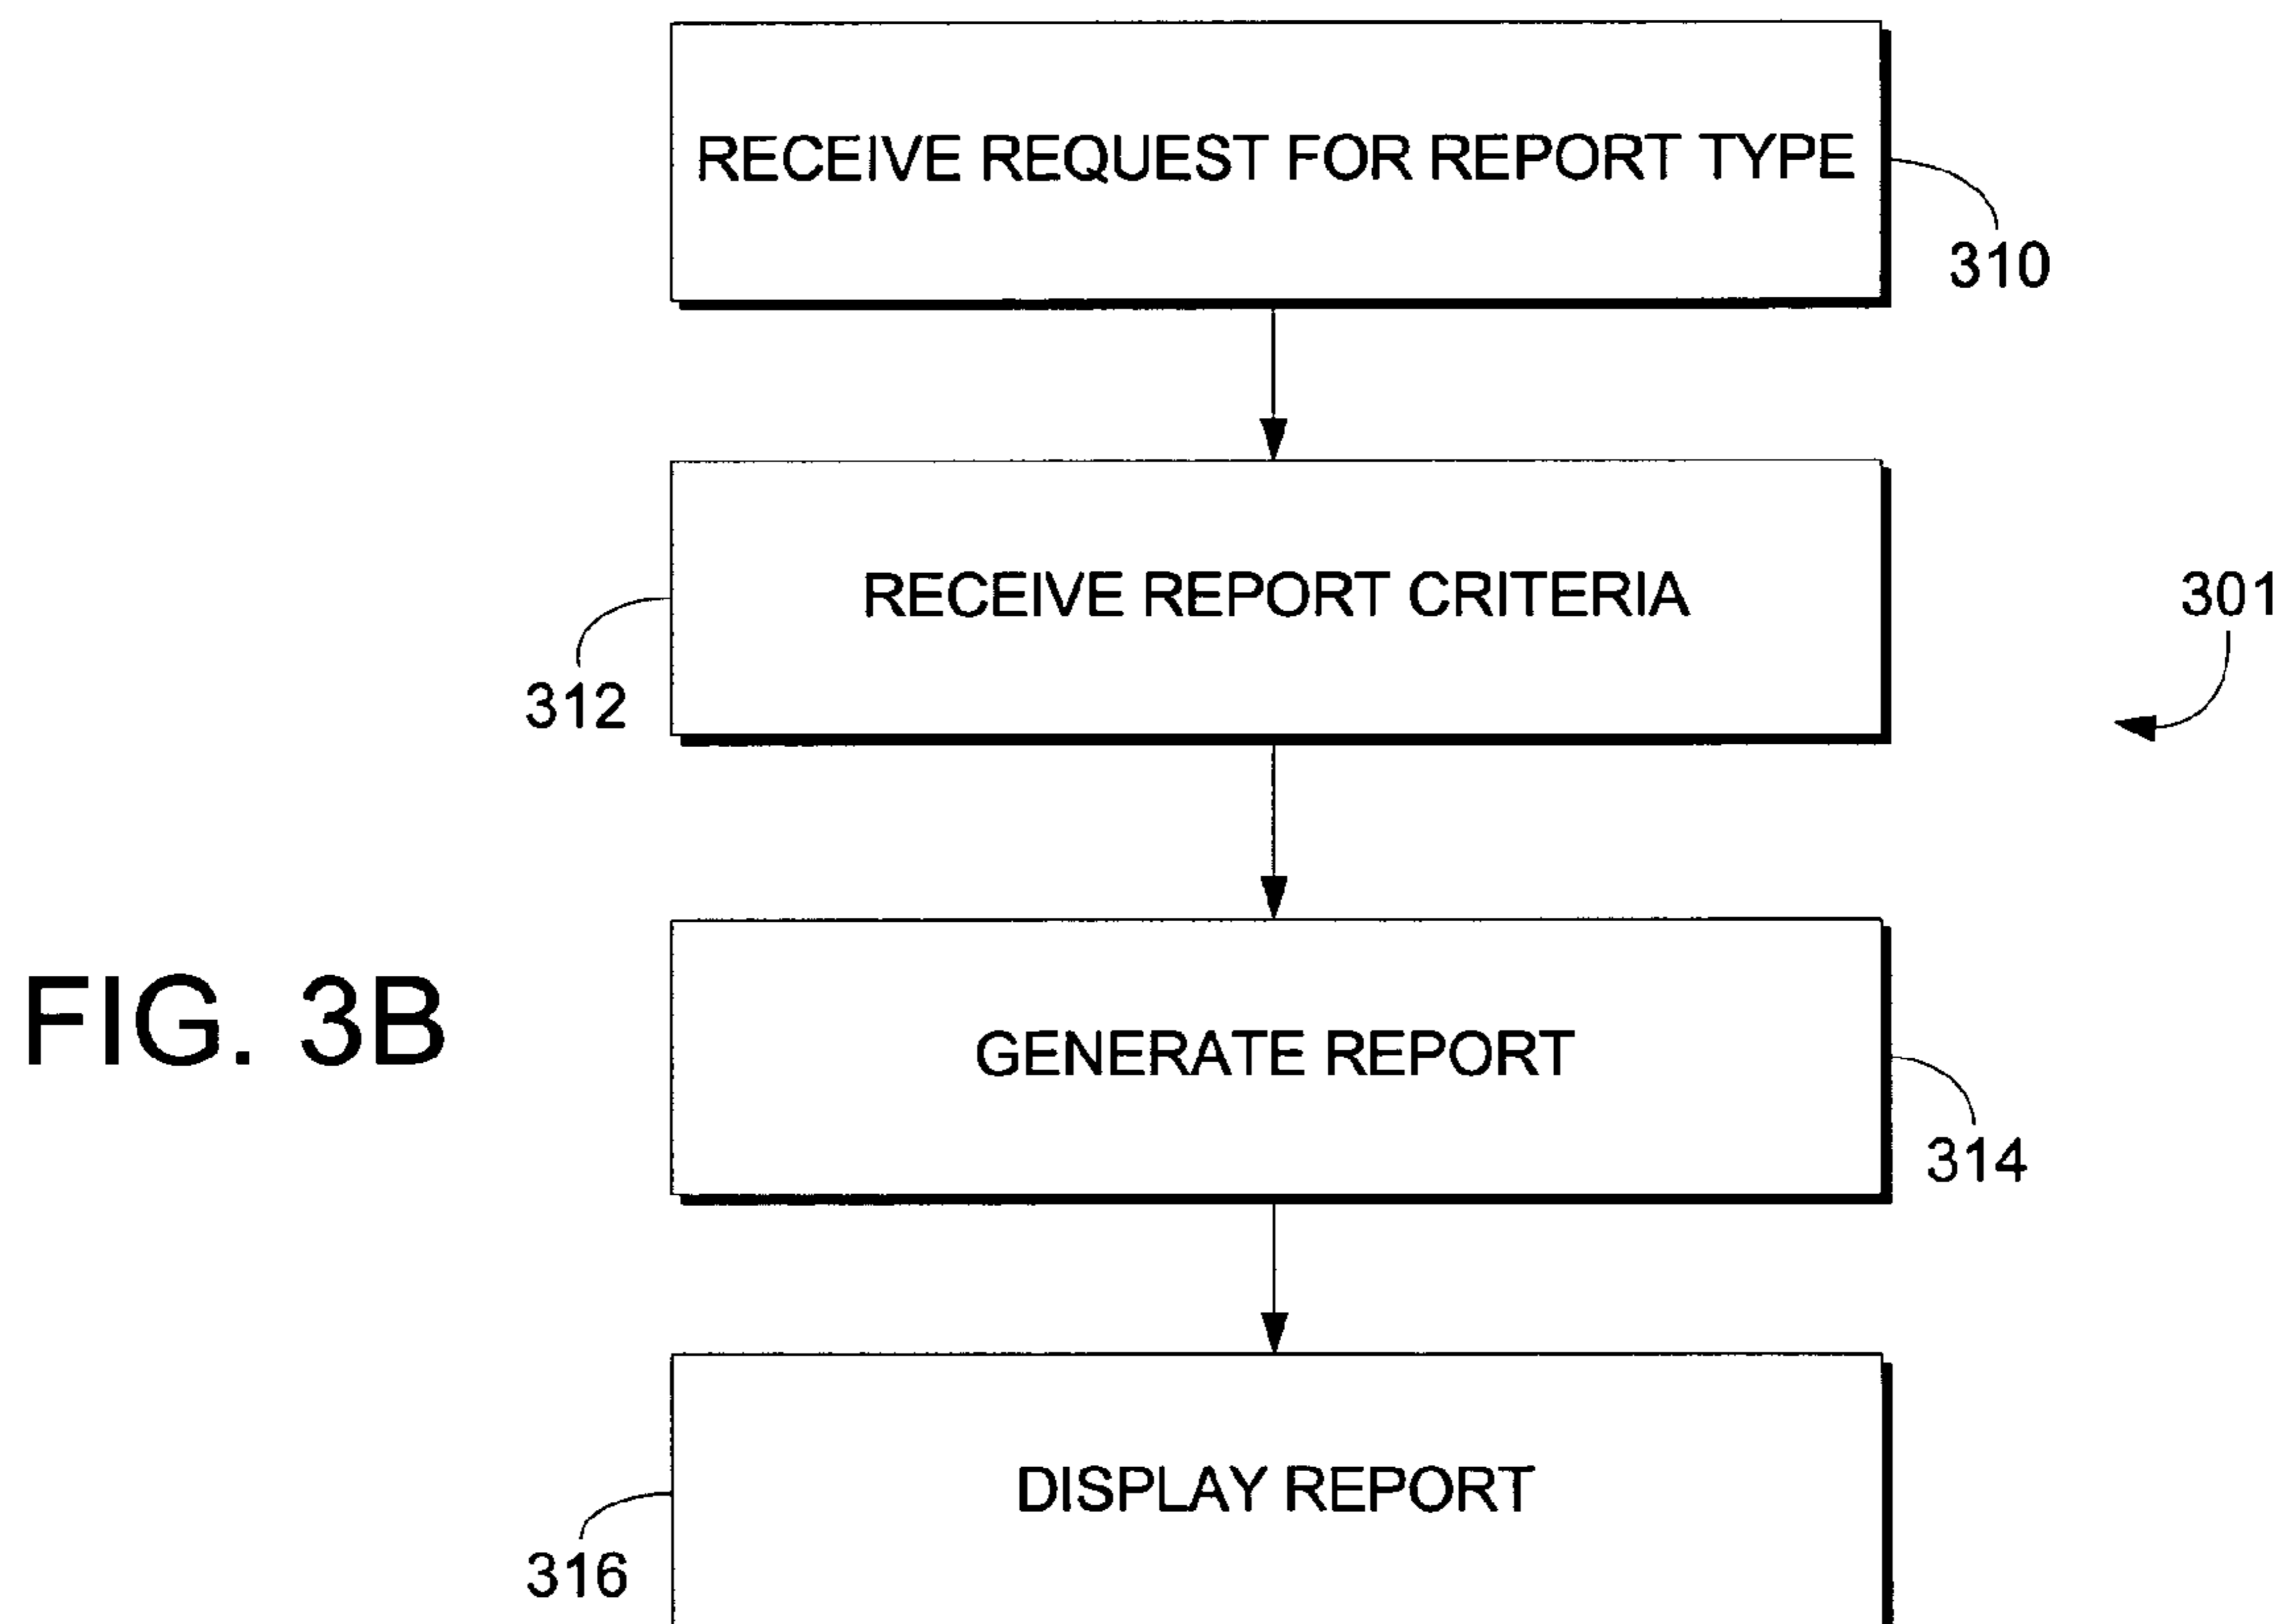 RECEIVE REQUEST FOR REPORT TYPE
310
RECEIVE REPORT CRITERIA
301
312
FIG. 3B
GENERATE REPORT
314
DISPLAY REPORT
316